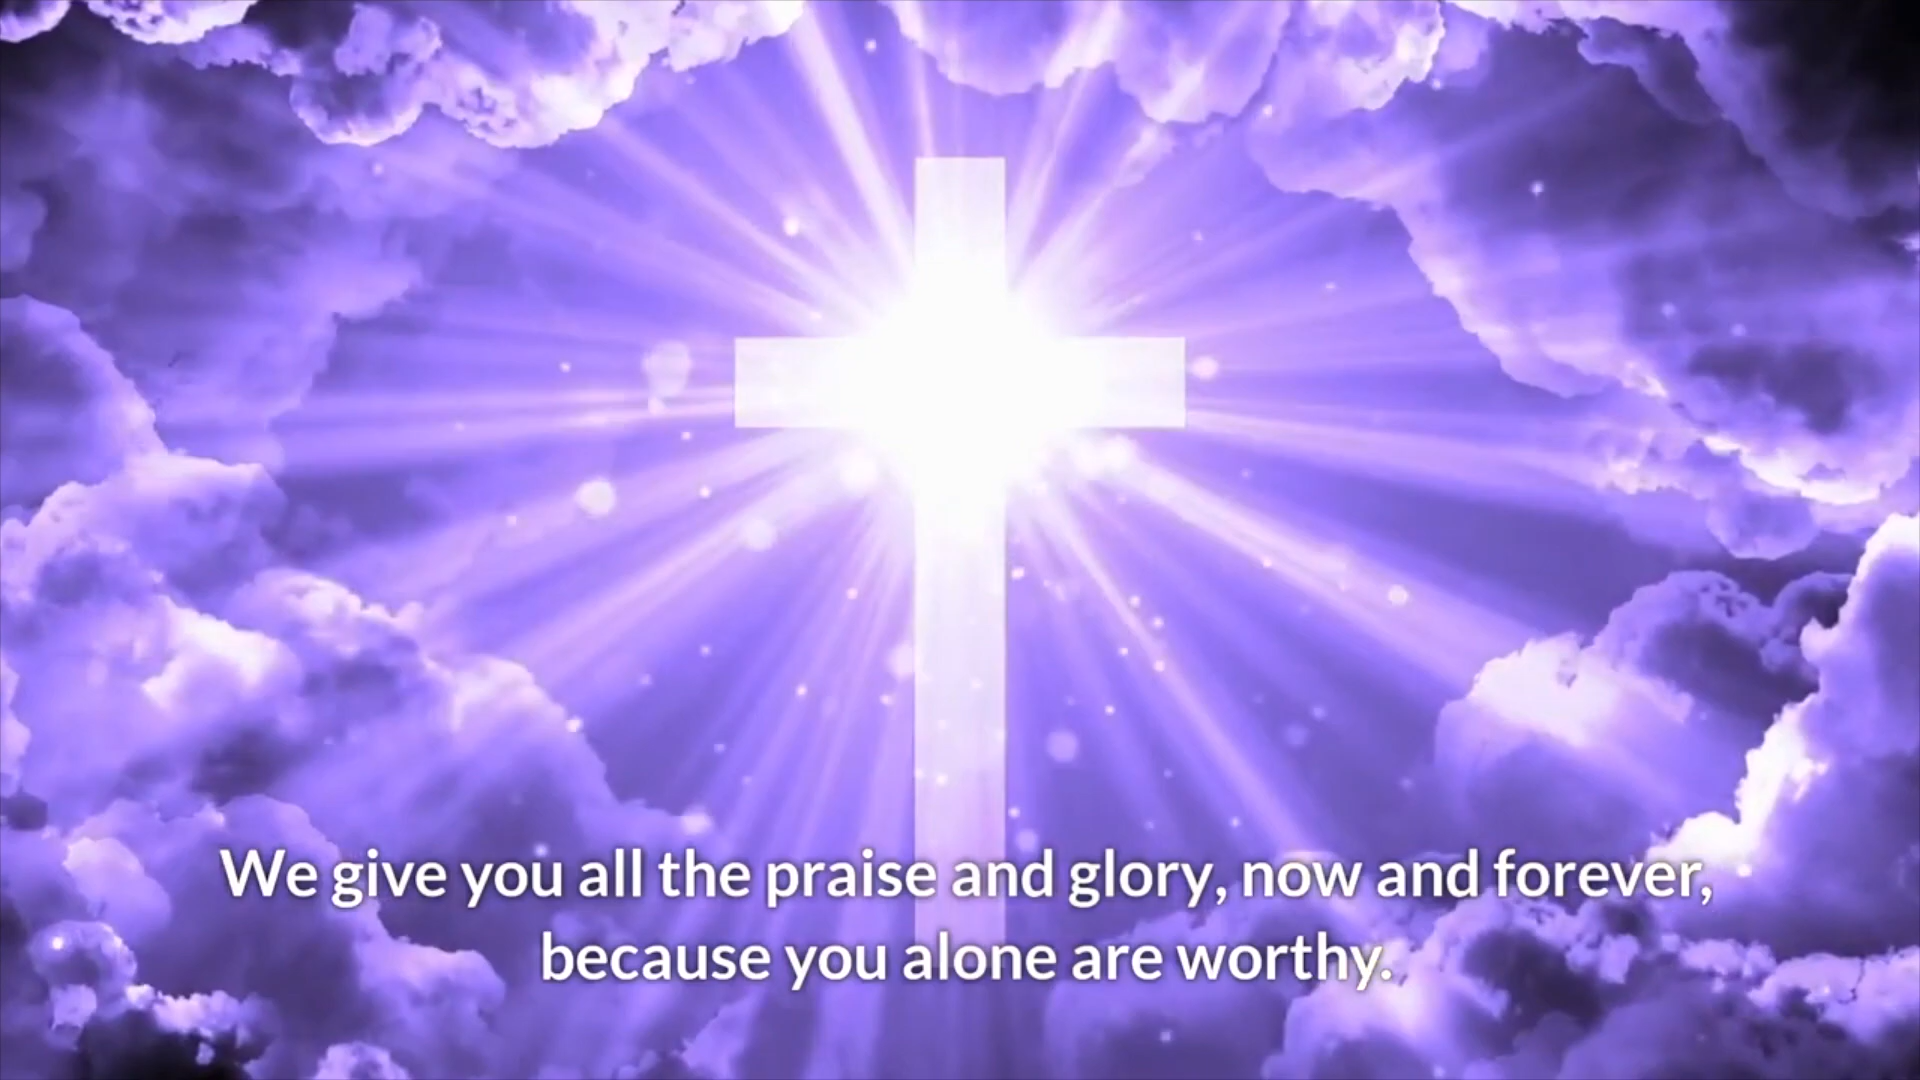 We give you all the praise and glory, now and forever,
because you alone are worthy.